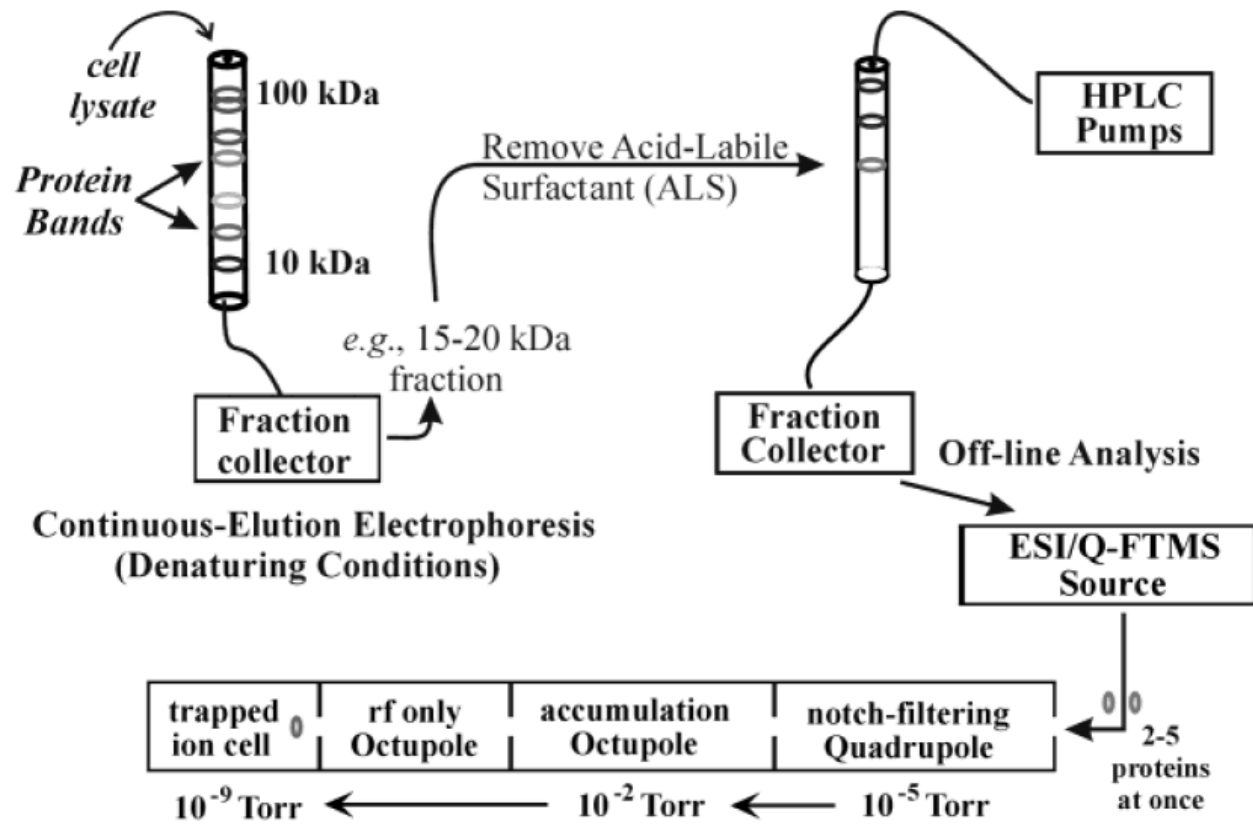 cell
lysate
100 kDa
Protein
Bands
10 kDa
Fraction
collector
e.g., 15-20 kDa
fraction
Continuous-Elution Electrophoresis
(Denaturing Conditions)
Remove Acid-Labile
Surfactant (ALS)
HPLC
Pumps
Fraction
Collector
Off-line Analysis
ESI/Q-FTMS
Source
2-5
proteins
at once
trapped
ion cell
rf only
Octupole
accumulation
Octupole
notch-filtering
Quadrupole
10⁻⁹ Torr
10⁻² Torr
10⁻⁵ Torr